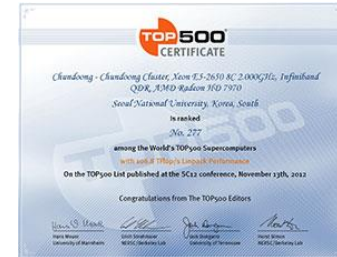 TOP500
CERTIFICATE
Chundoong - Chundoong Cluster, Xeon E5-2650 8C 2.000GHz, Infiniband
QDR, AMD Radeon HD 7970
Seoul National University, Korea, South
is ranked
No. 277
among the World's TOP500 Supercomputers
with 106.8 TFlop/s Linpack Performance
On the TOP500 List published at the SC12 conference, November 13th, 2012
Congratulations from The TOP500 Editors
Hans Meuer
University of Mannheim
Erich Strohmaier
NERSC/Berkeley Lab
Jack Dongarra
University of Tennessee
Horst Simon
NERSC/Berkeley Lab